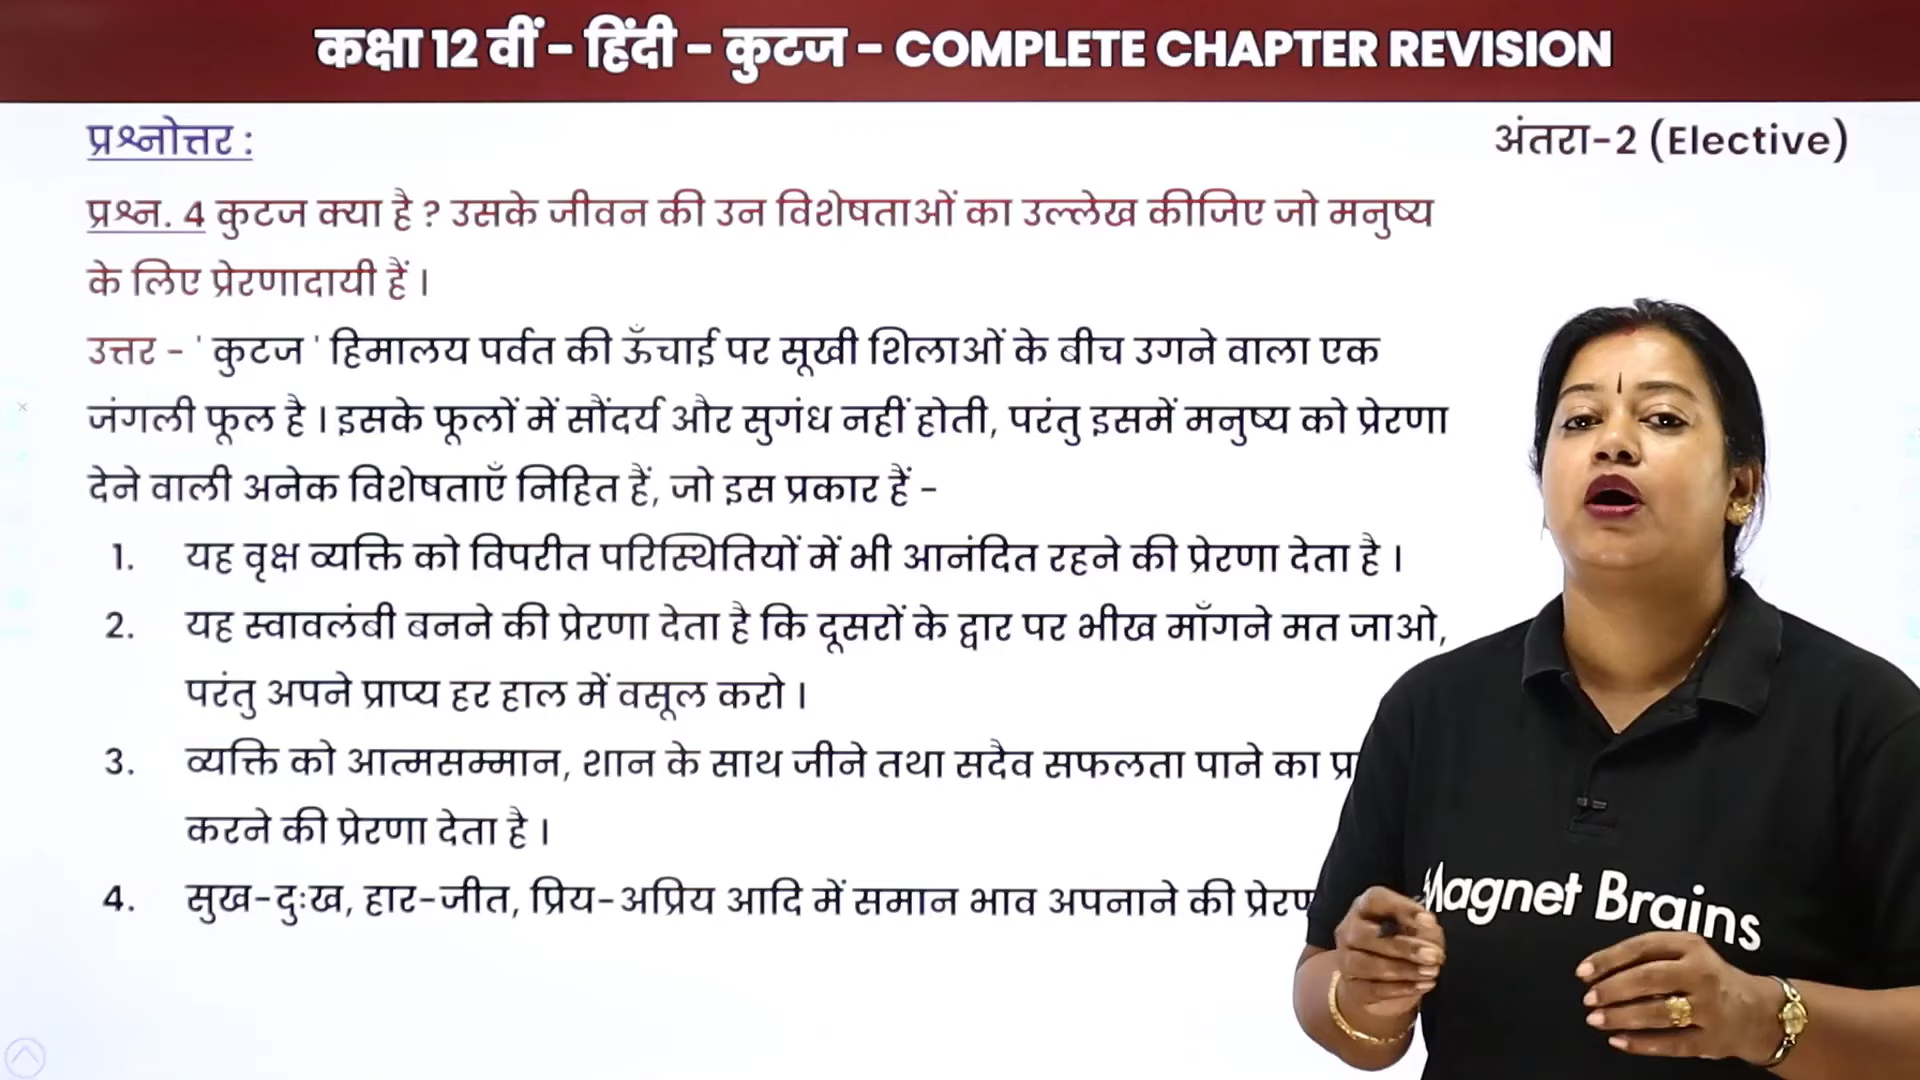 कक्षा 12 वीं – हिंदी – कुटज – COMPLETE CHAPTER REVISION
प्रश्नोत्तर :
अंतरा-2 (Elective)
प्रश्न. 4 कुटज क्या है ? उसके जीवन की उन विशेषताओं का उल्लेख कीजिए जो मनुष्य
के लिए प्रेरणादायी हैं ।
उत्तर - ' कुटज ' हिमालय पर्वत की ऊँचाई पर सूखी शिलाओं के बीच उगने वाला एक
जंगली फूल है । इसके फूलों में सौंदर्य और सुगंध नहीं होती, परंतु इसमें मनुष्य को प्रेरणा
देने वाली अनेक विशेषताएँ निहित हैं, जो इस प्रकार हैं -
1. यह वृक्ष व्यक्ति को विपरीत परिस्थितियों में भी आनंदित रहने की प्रेरणा देता है ।
2. यह स्वावलंबी बनने की प्रेरणा देता है कि दूसरों के द्वार पर भीख माँगने मत जाओ,
परंतु अपने प्राप्य हर हाल में वसूल करो ।
3. व्यक्ति को आत्मसम्मान, शान के साथ जीने तथा सदैव सफलता पाने का
करने की प्रेरणा देता है ।
4. सुख-दुःख, हार-जीत, प्रिय-अप्रिय आदि में समान भाव अपनाने की
Magnet Brains